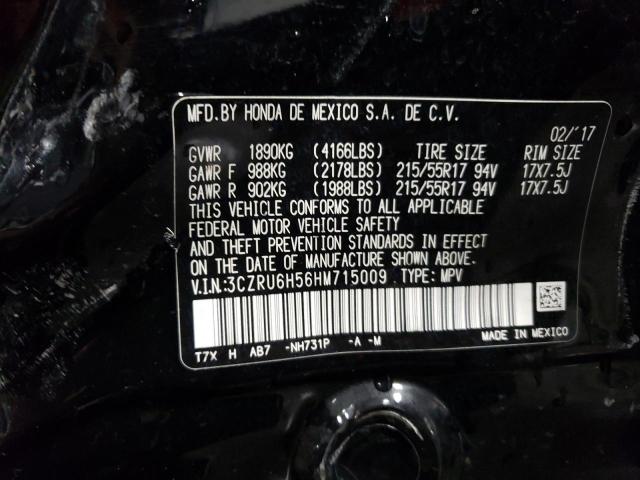 MFD.BY HONDA DE MEXICO S.A. DE C.V.
02/'17
GVWR 1890KG (4166LBS) TIRE SIZE RIM SIZE
GAWR F 988KG (2178LBS) 215/55R17 94V 17X7.5J
GAWR R 902KG (1988LBS) 215/55R17 94V 17X7.5J
THIS VEHICLE CONFORMS TO ALL APPLICABLE
FEDERAL MOTOR VEHICLE SAFETY
AND THEFT PREVENTION STANDARDS IN EFFECT
ON THE DATE OF MANUFACTURE SHOWN ABOVE.
V.I.N:3CZRU6H56HM715009 TYPE: MPV
MADE IN MEXICO
T7X H AB7 -NH731P -A -M